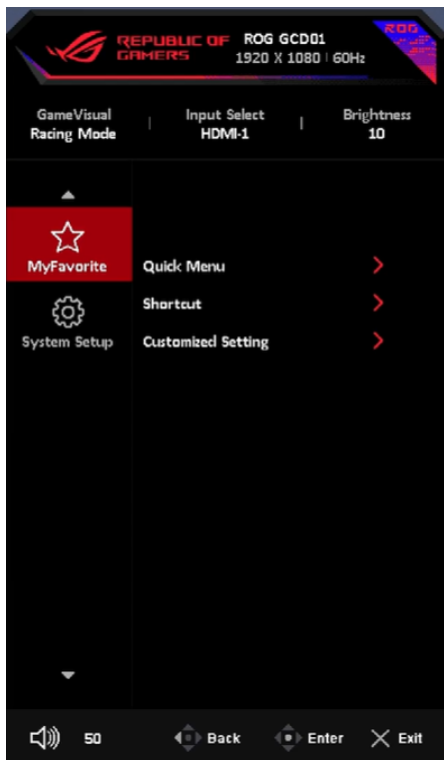 REPUBLIC OF GAMERS
ROG GCD01
1920 X 1080 | 60Hz
ROG
GameVisual
Racing Mode
Input Select
HDMI-1
Brightness
10
MyFavorite
System Setup
Quick Menu
Shortcut
Customized Setting
50
Back
Enter
Exit